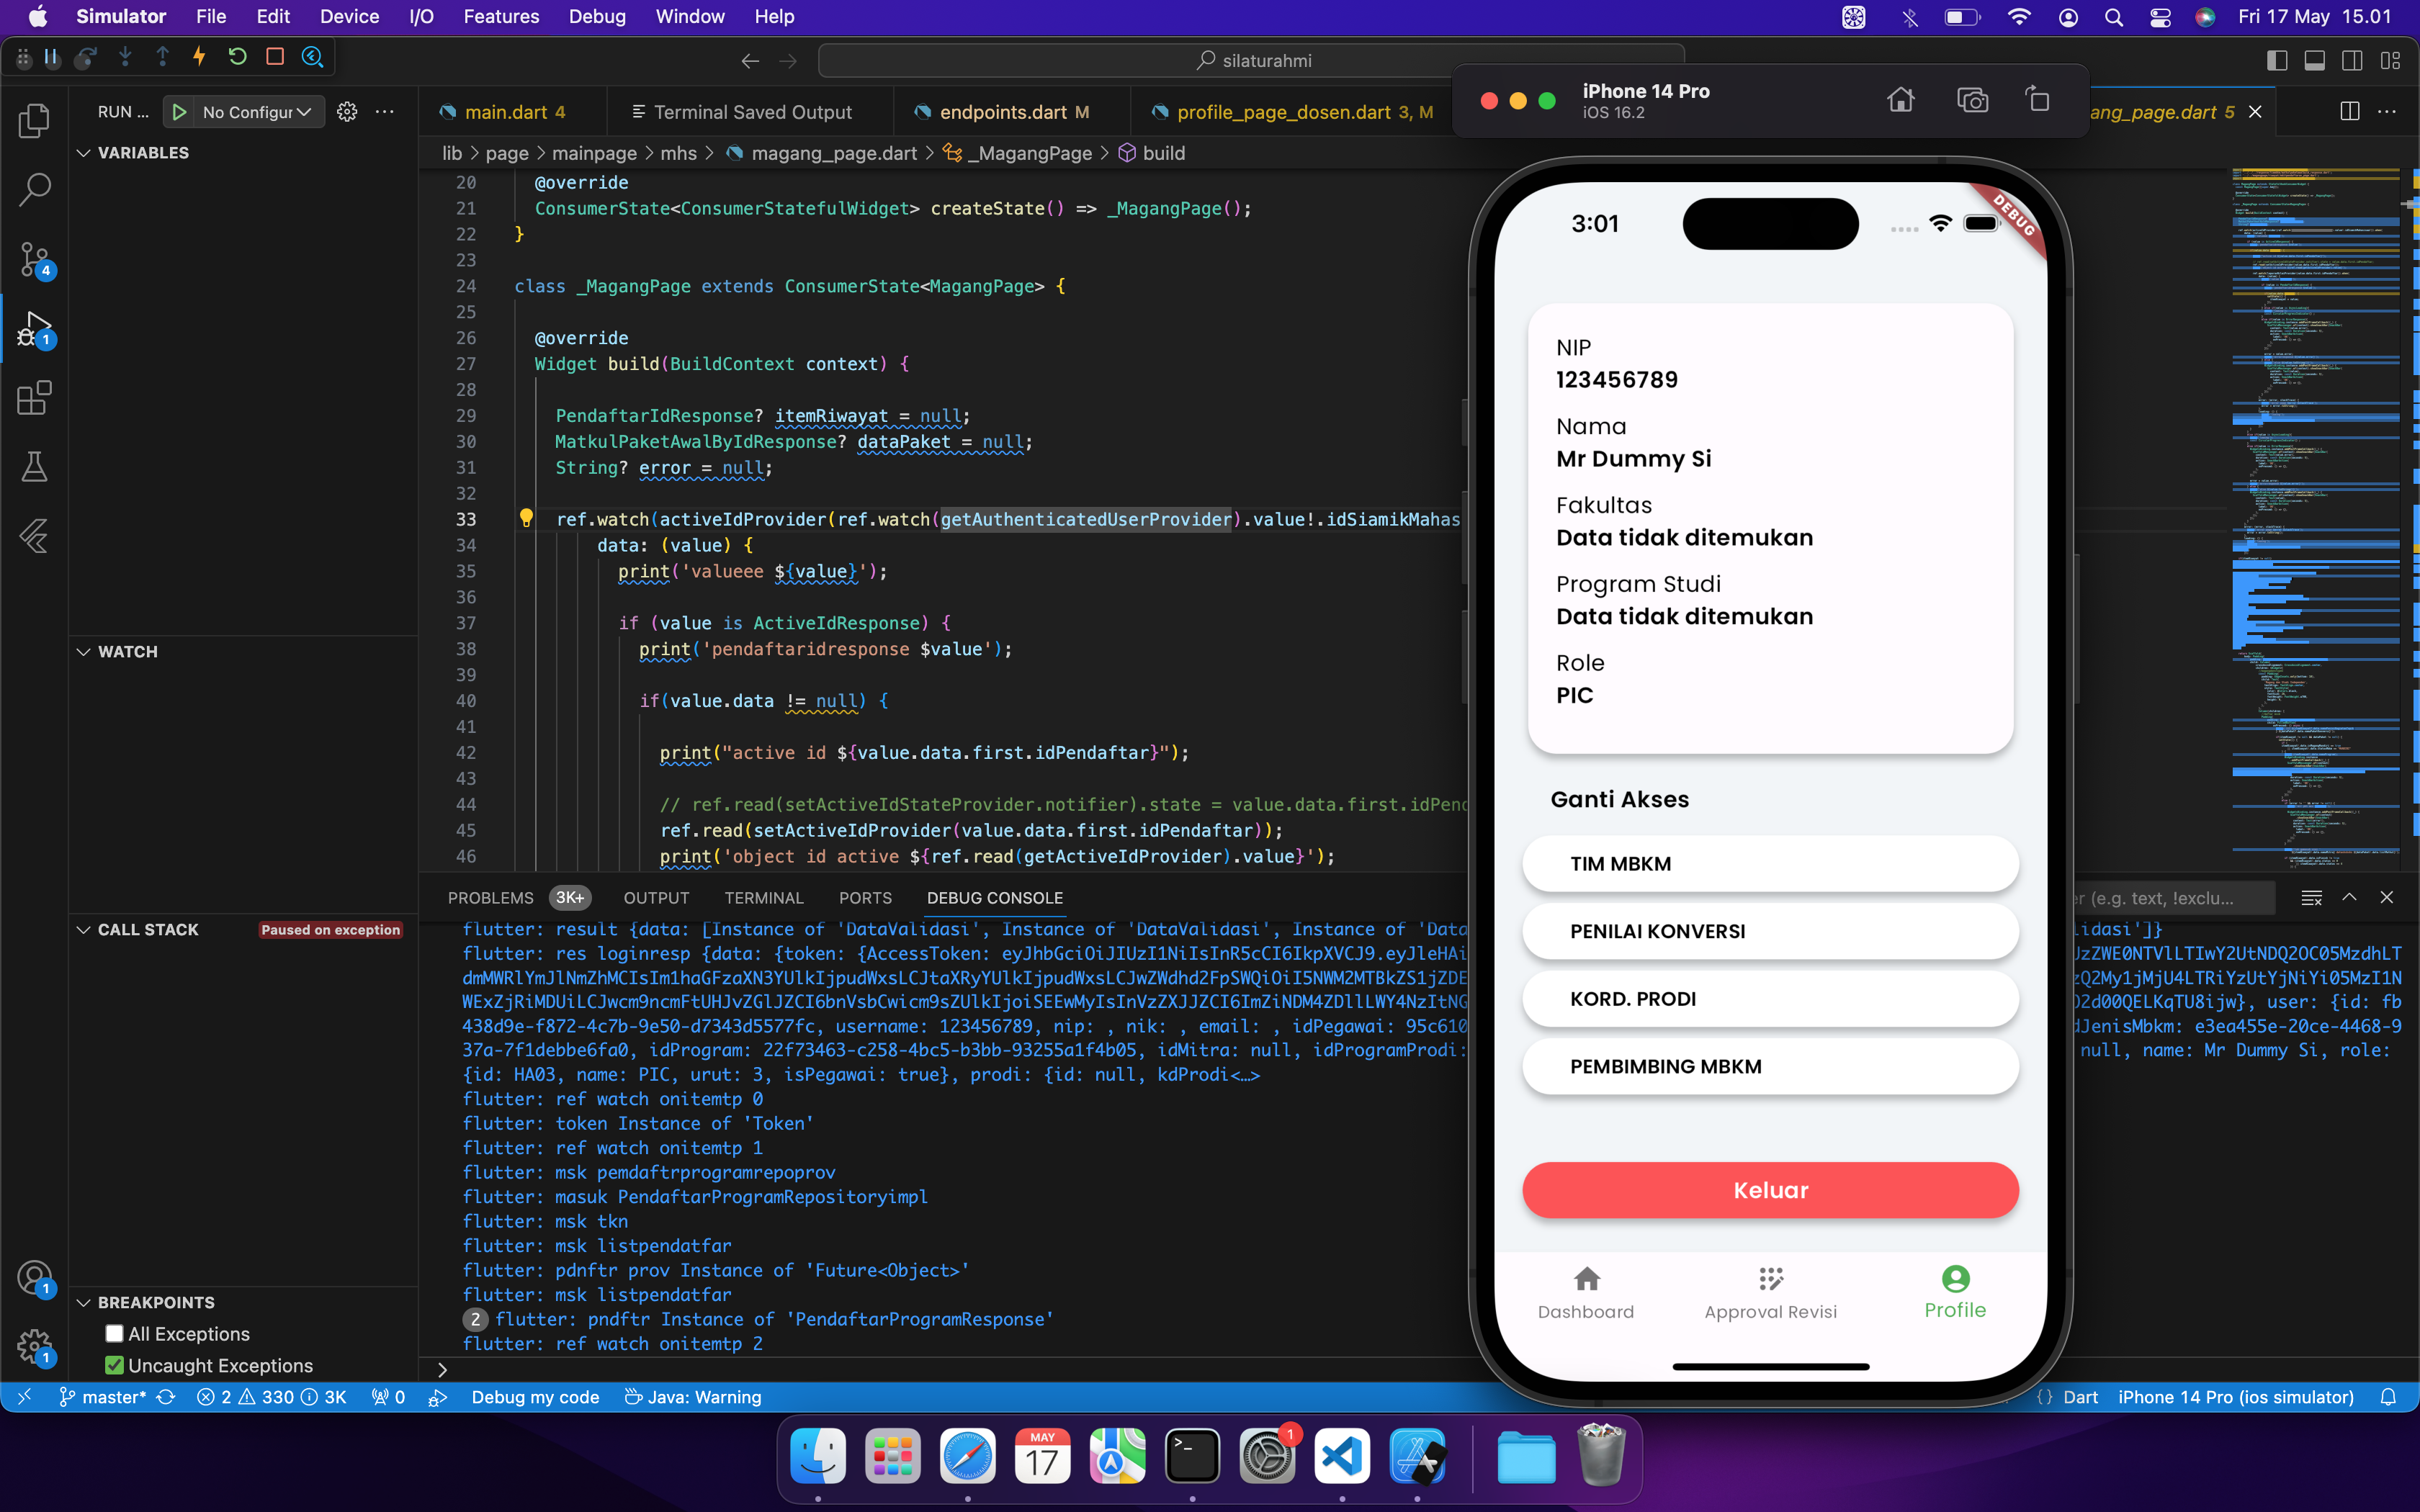 Simulator File Edit Device I/O Features Debug Window Help
Fri 17 May 15.01
silaturahmi
RUN ... No Configur
main.dart 4
Terminal Saved Output
endpoints.dart M
profile_page_dosen.dart 3, M
ang_page.dart 5
lib > page > mainpage > mhs > magang_page.dart > _MagangPage > build
VARIABLES
WATCH
CALL STACK Paused on exception
BREAKPOINTS
All Exceptions
Uncaught Exceptions
4
1
1
1
20 @override
21 ConsumerState<ConsumerStatefulWidget> createState() => _MagangPage();
22 }
23
24 class _MagangPage extends ConsumerState<MagangPage> {
25
26 @override
27 Widget build(BuildContext context) {
28
29 PendaftarIdResponse? itemRiwayat = null;
30 MatkulPaketAwalByIdResponse? dataPaket = null;
31 String? error = null;
32
33 ref.watch(activeIdProvider(ref.watch(getAuthenticatedUserProvider).value!.idSiamikMahas
34 data: (value) {
35 print('valueee ${value}');
36
37 if (value is ActiveIdResponse) {
38 print('pendaftaridresponse $value');
39
40 if(value.data != null) {
41
42 print("active id ${value.data.first.idPendaftar}");
43
44 // ref.read(setActiveIdStateProvider.notifier).state = value.data.first.idPend
45 ref.read(setActiveIdProvider(value.data.first.idPendaftar));
46 print('object id active ${ref.read(getActiveIdProvider).value}');
PROBLEMS 3K+ OUTPUT TERMINAL PORTS DEBUG CONSOLE
er (e.g. text, !exclu...
flutter: result {data: [Instance of 'DataValidasi', Instance of 'DataValidasi', Instance of 'Data
lidasi']}
flutter: res loginresp {data: {token: {AccessToken: eyJhbGciOiJIUzI1NiIsInR5cCI6IkpXVCJ9.eyJleHAi
JzZWE0NTVlLTIwY2UtNDQ2OC05MzdhLT
dmMWRlYmJlNmZhMCIsIm1haGFzaXN3YUlkIjpudWxsLCJtaXRyYUlkIjpudWxsLCJwZWdhd2FpSWQiOiI5NWM2MTBkZS1jZDE
zQ2My1jMjU4LTRiYzUtYjNiYi05MzI1N
WExZjRiMDUiLCJwcm9ncmFtUHJvZGlJZCI6bnVsbCwicm9sZUlkIjoiSEEwMyIsInVzZXJJZCI6ImZiNDM4ZDllLWY4NzItNG
O2d00QELKqTU8ijw}, user: {id: fb
438d9e-f872-4c7b-9e50-d7343d5577fc, username: 123456789, nip: , nik: , email: , idPegawai: 95c610
dJenisMbkm: e3ea455e-20ce-4468-9
37a-7f1debbe6fa0, idProgram: 22f73463-c258-4bc5-b3bb-93255a1f4b05, idMitra: null, idProgramProdi:
null, name: Mr Dummy Si, role:
{id: HA03, name: PIC, urut: 3, isPegawai: true}, prodi: {id: null, kdProdi<…>
flutter: ref watch onitemtp 0
flutter: token Instance of 'Token'
flutter: ref watch onitemtp 1
flutter: msk pemdaftrprogramrepoprov
flutter: masuk PendaftarProgramRepositoryimpl
flutter: msk tkn
flutter: msk listpendatfar
flutter: pdnftr prov Instance of 'Future<Object>'
flutter: msk listpendatfar
2 flutter: pndftr Instance of 'PendaftarProgramResponse'
flutter: ref watch onitemtp 2
>
master* 2 330 3K 0 Debug my code Java: Warning
{} Dart iPhone 14 Pro (ios simulator)
iPhone 14 Pro
iOS 16.2
3:01
DEBUG
NIP
123456789
Nama
Mr Dummy Si
Fakultas
Data tidak ditemukan
Program Studi
Data tidak ditemukan
Role
PIC
Ganti Akses
TIM MBKM
PENILAI KONVERSI
KORD. PRODI
PEMBIMBING MBKM
Keluar
Dashboard
Approval Revisi
Profile
MAY
17
1